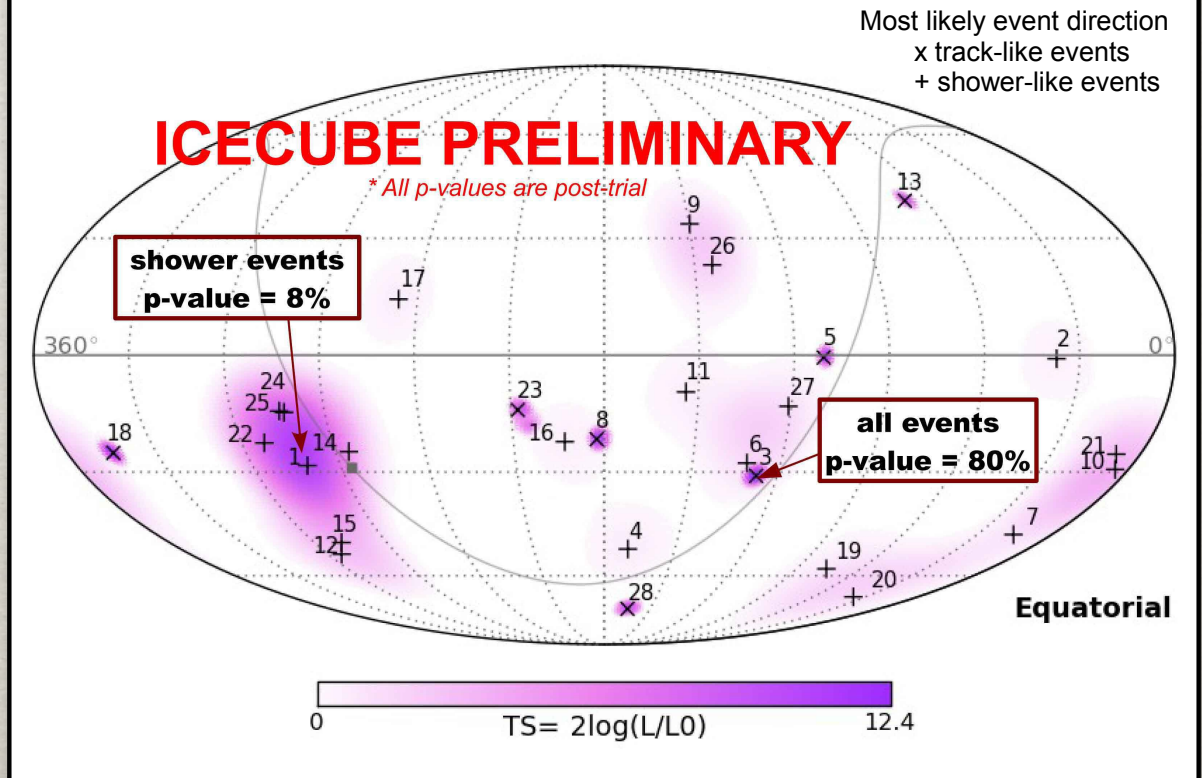 Most likely event direction
x track-like events
+ shower-like events
ICECUBE PRELIMINARY
* All p-values are post-trial
13
9
26
shower events
p-value = 8%
17
360°
0°
5
2
24
25
11
27
23
all events
p-value = 80%
18
22
14
1
16
8
6
3
21
10
15
12
4
7
19
20
28
Equatorial
0
TS= 2log(L/L0)
12.4